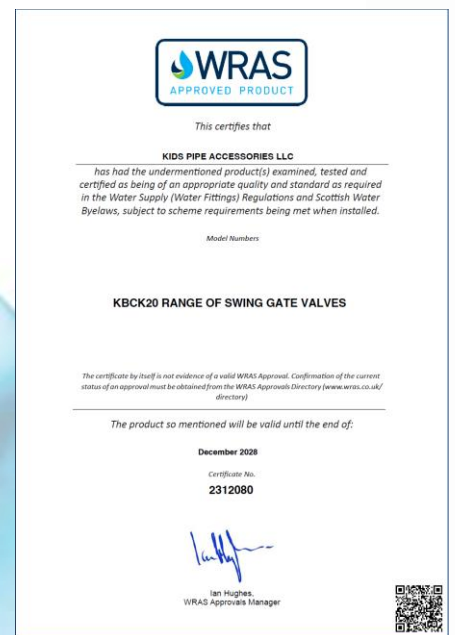 WRAS
APPROVED PRODUCT
This certifies that
KIDS PIPE ACCESSORIES LLC
has had the undermentioned product(s) examined, tested and
certified as being of an appropriate quality and standard as required
in the Water Supply (Water Fittings) Regulations and Scottish Water
Byelaws, subject to scheme requirements being met when installed.
Model Numbers
KBCK20 RANGE OF SWING GATE VALVES
The certificate by itself is not evidence of a valid WRAS Approval. Confirmation of the current
status of an approval must be obtained from the WRAS Approvals Directory (www.wras.co.uk/
directory)
The product so mentioned will be valid until the end of:
December 2028
Certificate No.
2312080
Ian Hughes,
WRAS Approvals Manager